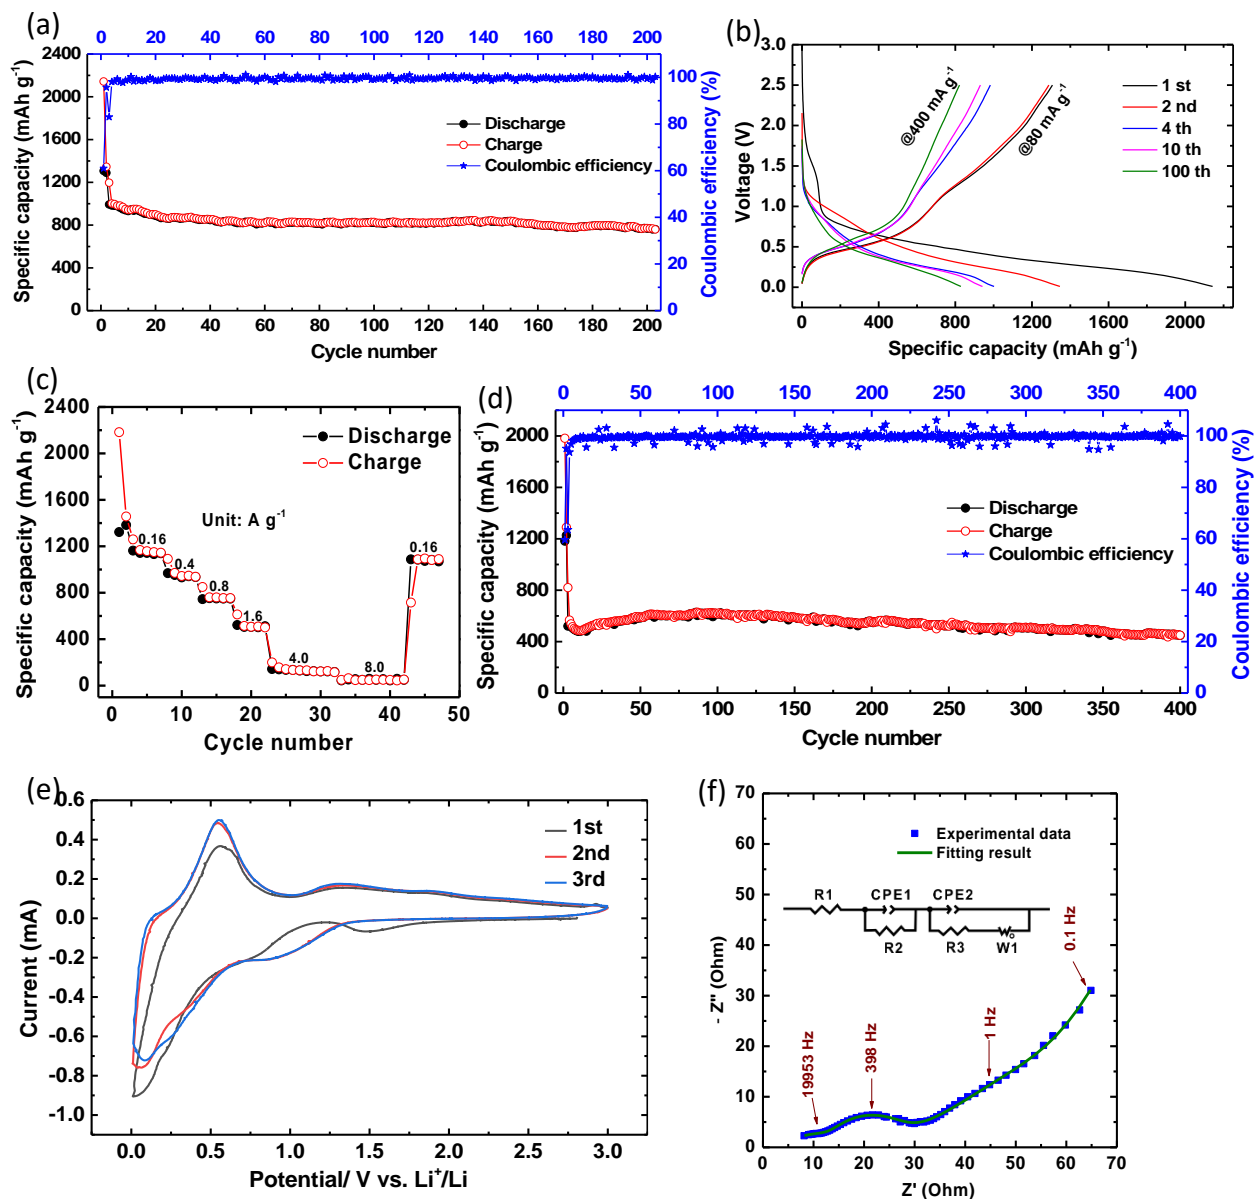 (a)
0 20 40 60 80 100 120 140 160 180 200
2400
2000
1600
1200
800
400
0
Specific capacity (mAh g-1)
100
80
60
40
20
0
Coulombic efficiency (%)
Discharge
Charge
Coulombic efficiency
0 20 40 60 80 100 120 140 160 180 200
Cycle number
(b)
3.0
2.5
2.0
1.5
1.0
0.5
0.0
Voltage (V)
@400 mA g-1
@80 mA g-1
1 st
2 nd
4 th
10 th
100 th
0 400 800 1200 1600 2000
Specific capacity (mAh g-1)
(c)
2400
2000
1600
1200
800
400
0
Specific capacity (mAh g-1)
Discharge
Charge
Unit: A g-1
0.16
0.4
0.8
1.6
4.0
8.0
0.16
0 10 20 30 40 50
Cycle number
(d)
0 50 100 150 200 250 300 350 400
2000
1600
1200
800
400
0
Specific capacity (mAh g-1)
100
80
60
40
20
0
Coulombic efficiency (%)
Discharge
Charge
Coulombic efficiency
0 50 100 150 200 250 300 350 400
Cycle number
(e)
0.6
0.4
0.2
0.0
-0.2
-0.4
-0.6
-0.8
-1.0
Current (mA)
1st
2nd
3rd
0.0 0.5 1.0 1.5 2.0 2.5 3.0
Potential/ V vs. Li+/Li
(f)
70
60
50
40
30
20
10
0
- Z" (Ohm)
Experimental data
Fitting result
R1 CPE1 CPE2
R2 R3 W1
19953 Hz
398 Hz
1 Hz
0.1 Hz
0 10 20 30 40 50 60 70
Z' (Ohm)